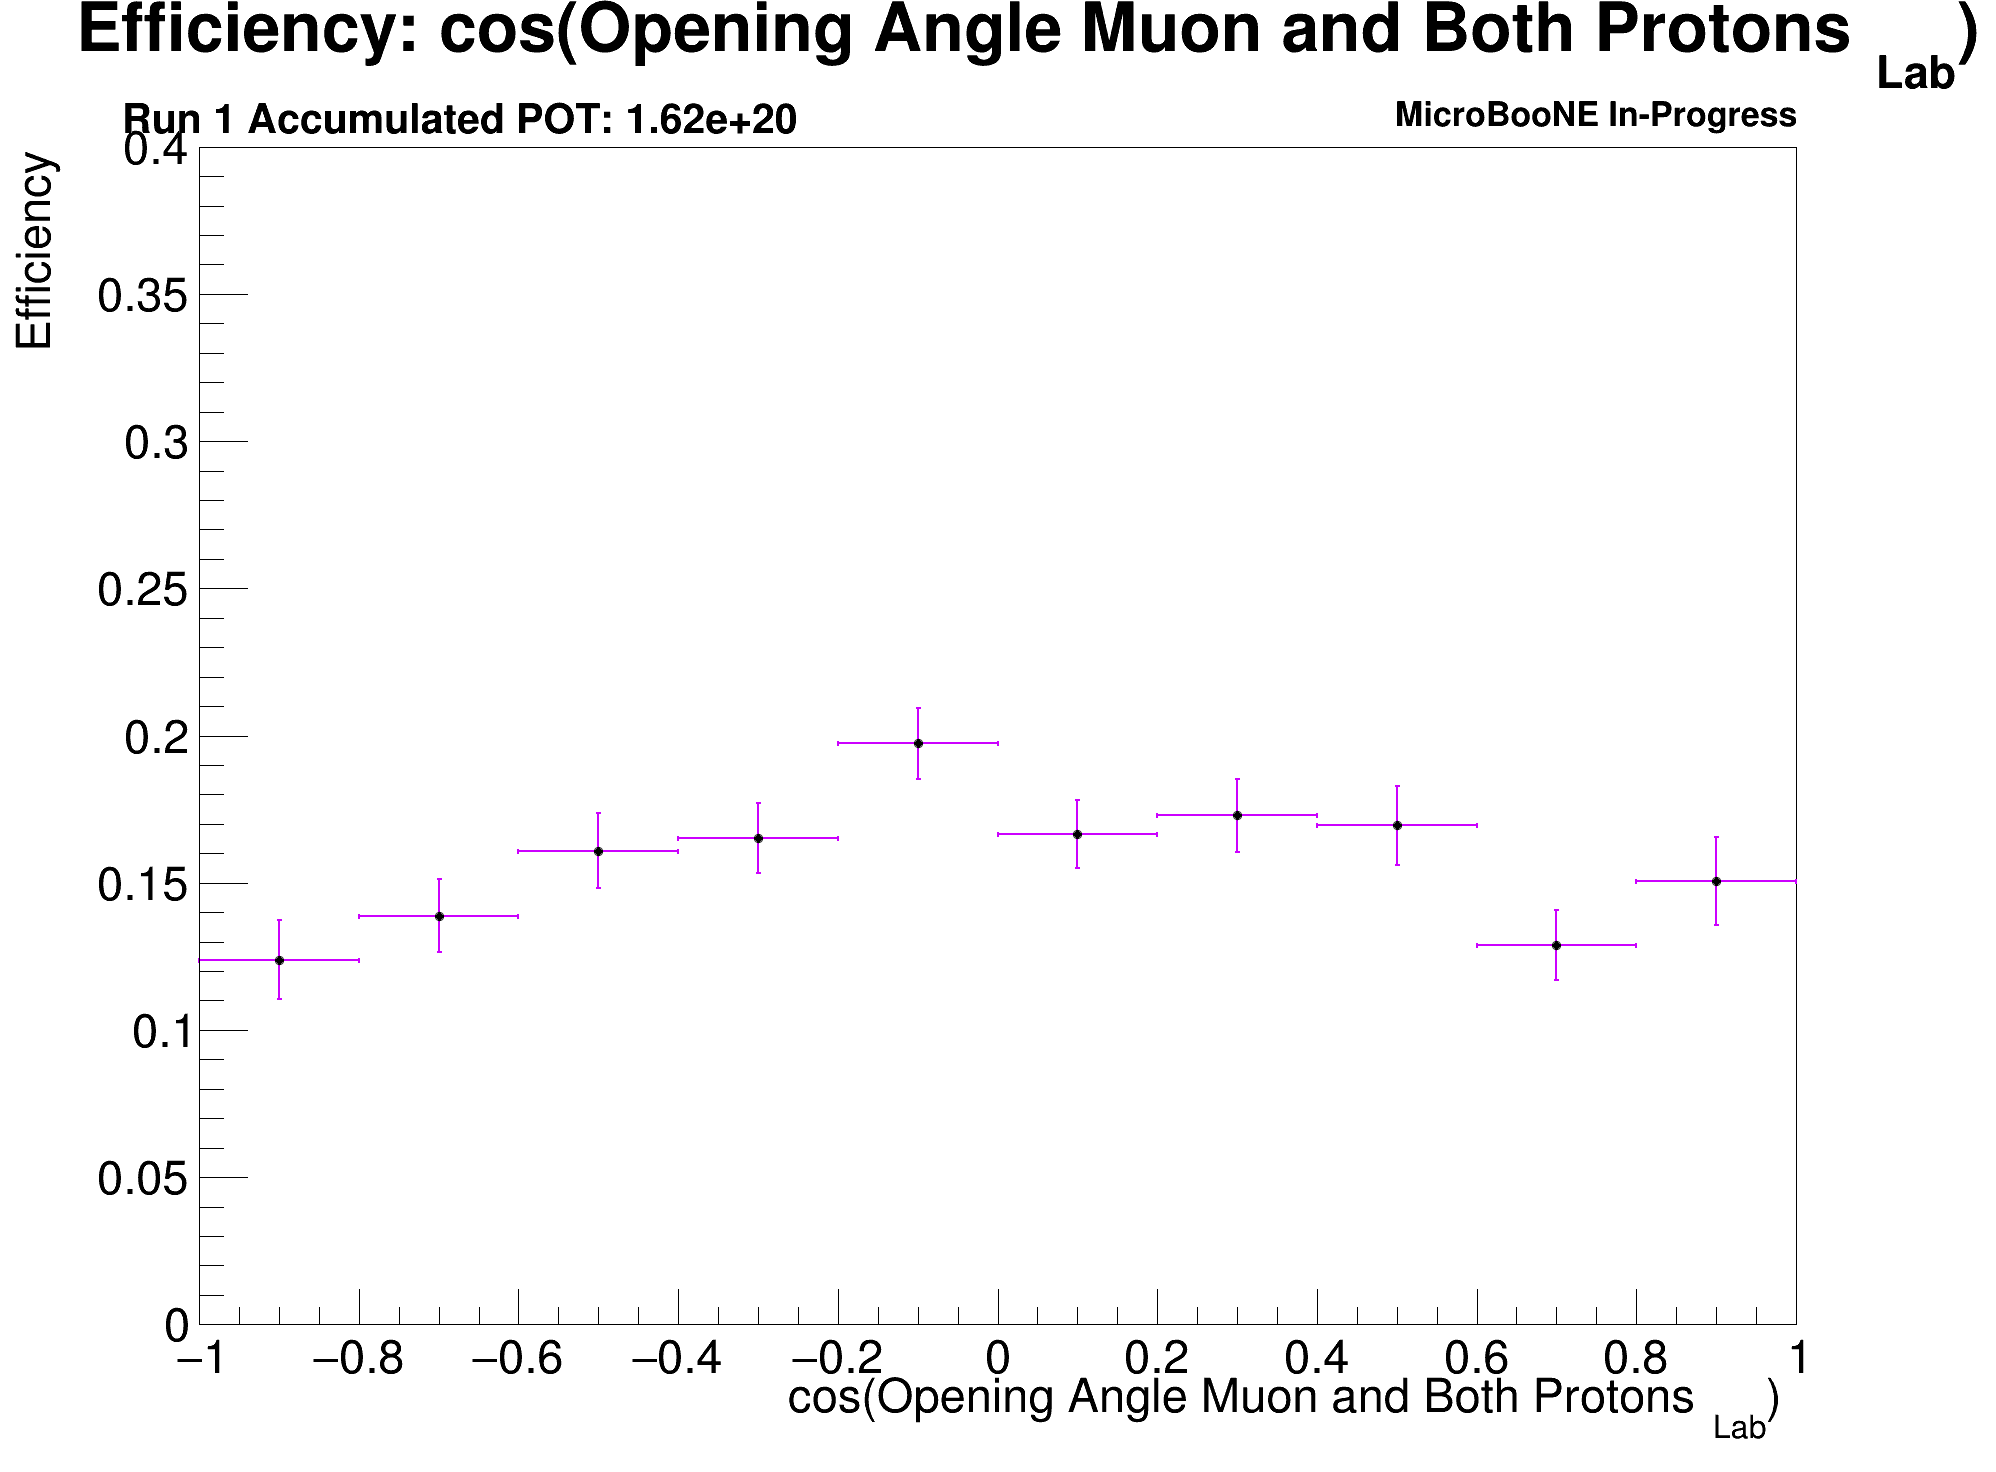 Efficiency: cos(Opening Angle Muon and Both Protons Lab)
Run 1 Accumulated POT: 1.62e+20
MicroBooNE In-Progress
Efficiency
0.4
0.35
0.3
0.25
0.2
0.15
0.1
0.05
0
−1 −0.8 −0.6 −0.4 −0.2 0 0.2 0.4 0.6 0.8 1
cos(Opening Angle Muon and Both Protons Lab)